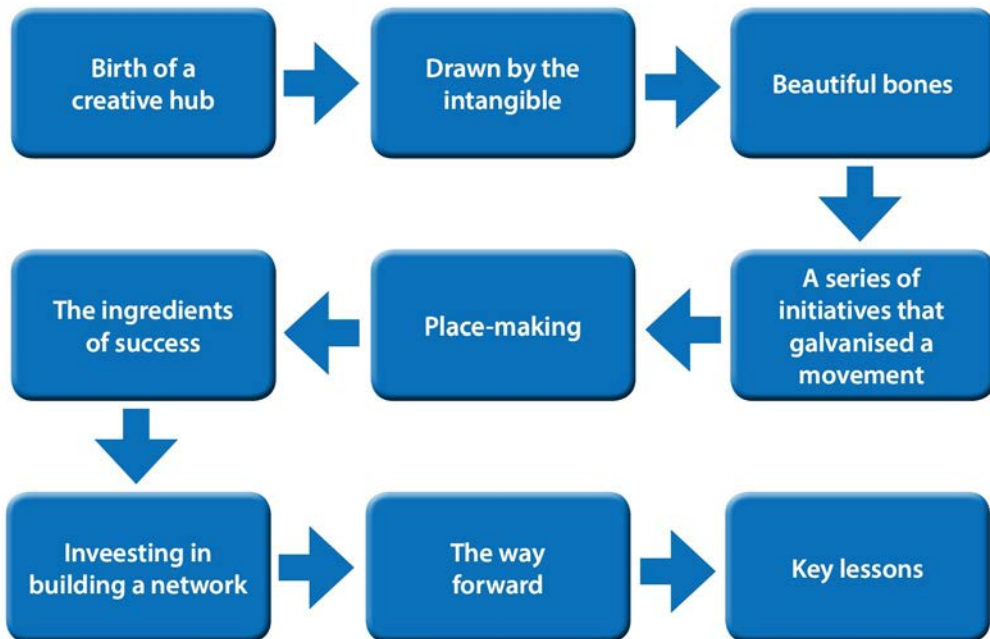 Birth of a
creative hub
Drawn by the
intangible
Beautiful bones
A series of
initiatives that
galvanised a
movement
Place-making
The ingredients
of success
Inveesting in
building a network
The way
forward
Key lessons